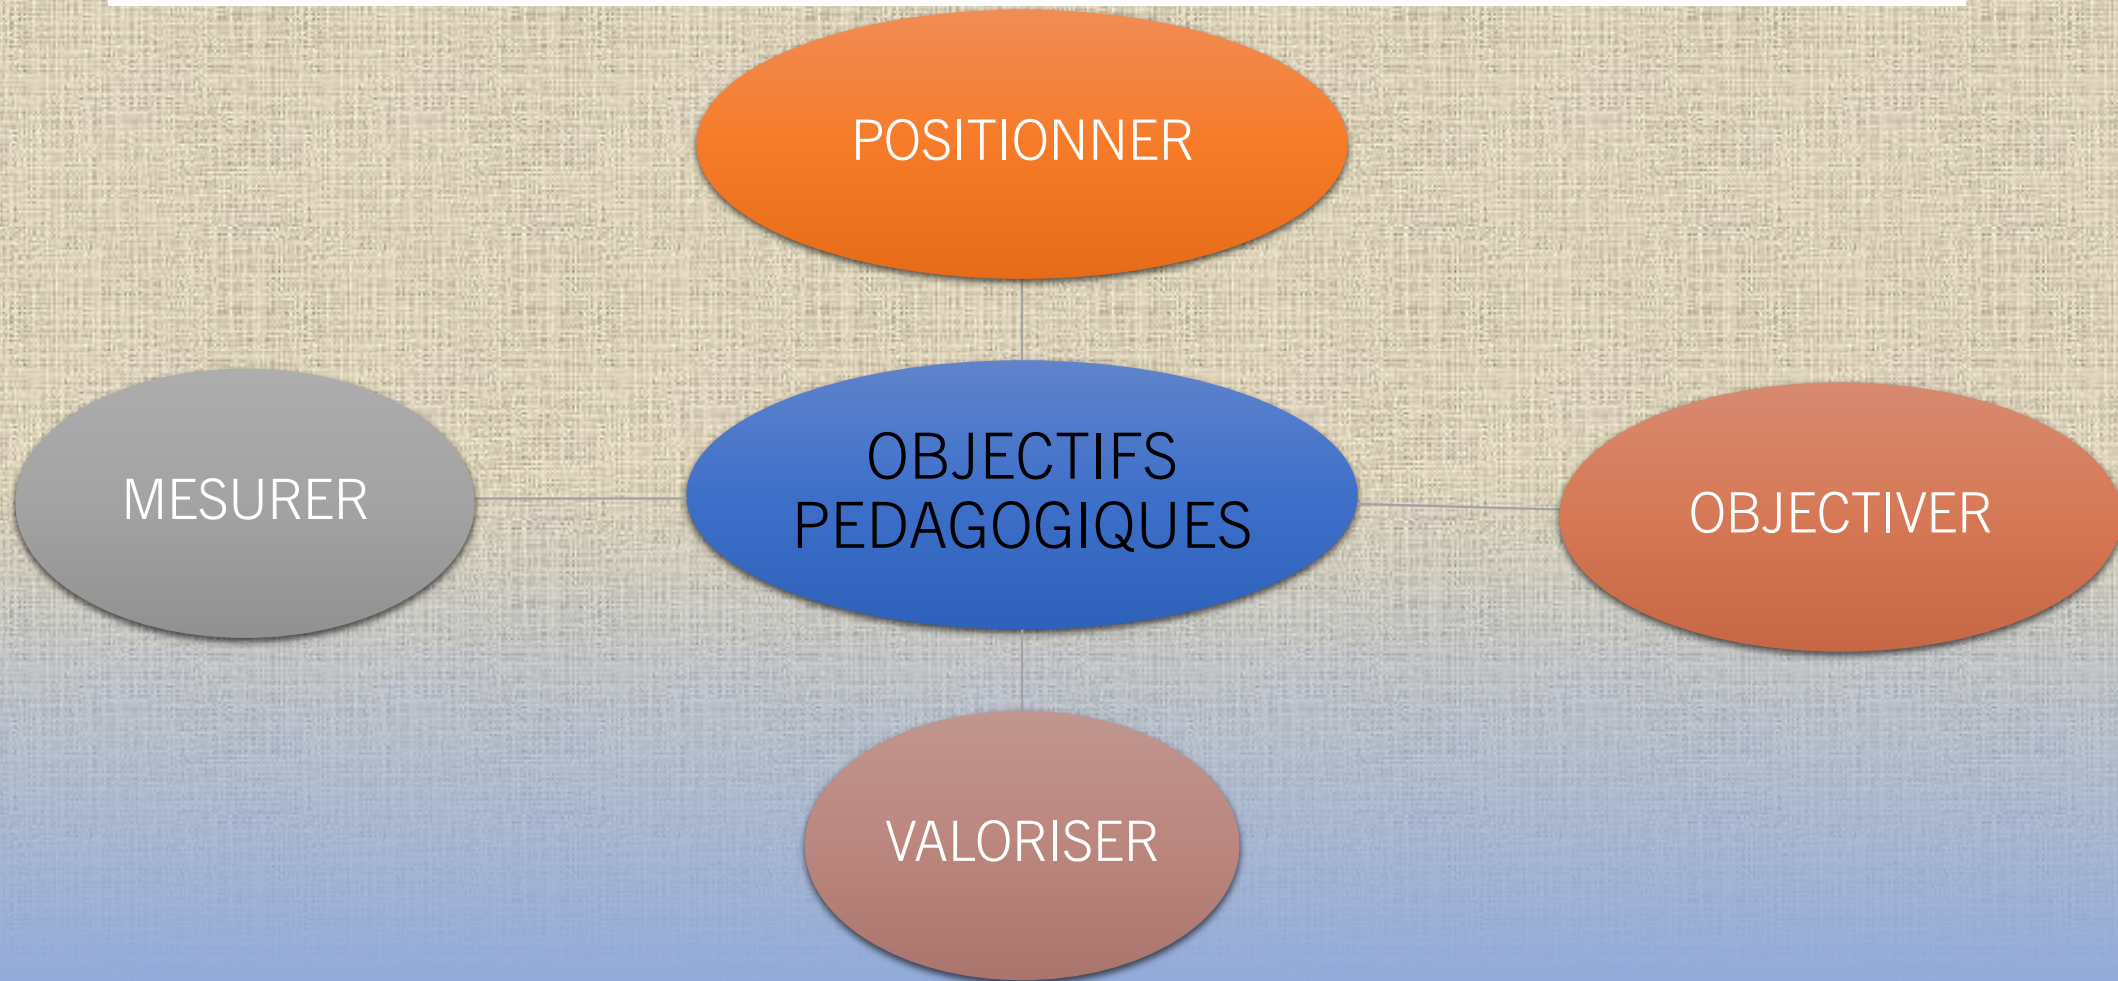 POSITIONNER
MESURER
OBJECTIFS
PEDAGOGIQUES
OBJECTIVER
VALORISER